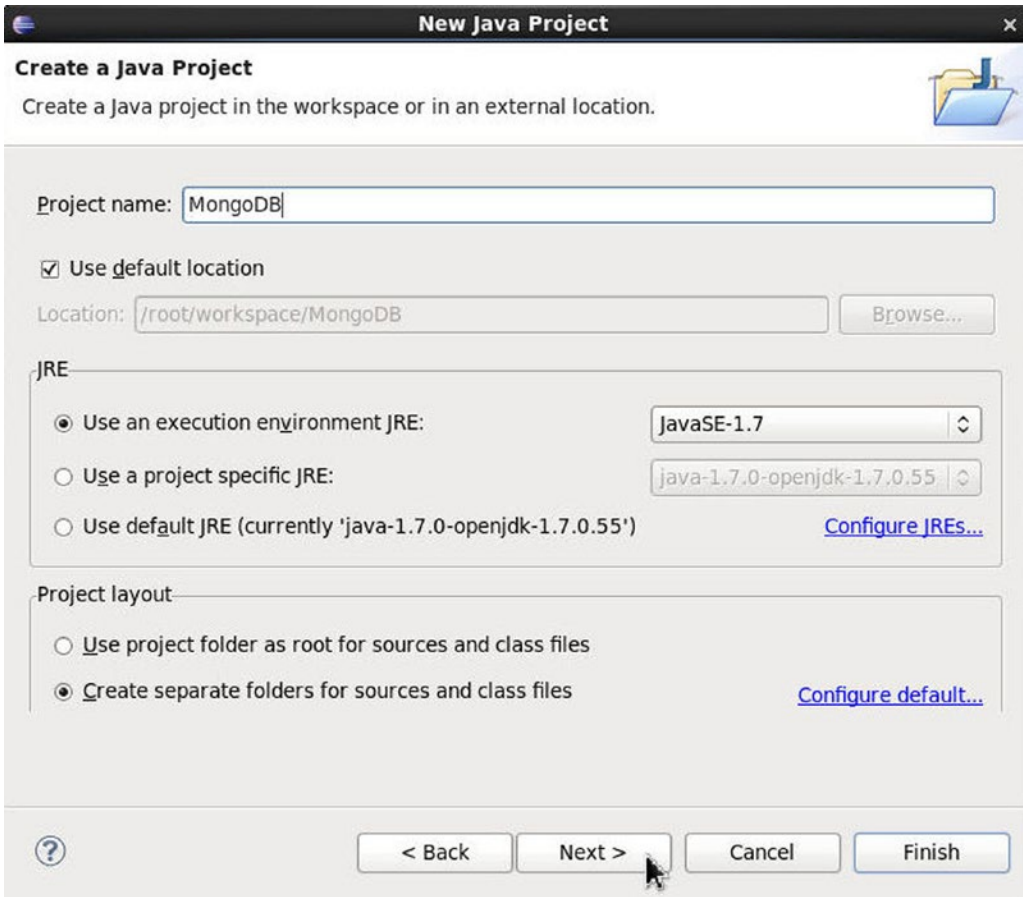 New Java Project
Create a Java Project
Create a Java project in the workspace or in an external location.
Project name: MongoDB
Use default location
Location: /root/workspace/MongoDB Browse...
JRE
Use an execution environment JRE: JavaSE-1.7
Use a project specific JRE: java-1.7.0-openjdk-1.7.0.55
Use default JRE (currently 'java-1.7.0-openjdk-1.7.0.55') Configure JREs...
Project layout
Use project folder as root for sources and class files
Create separate folders for sources and class files Configure default...
? < Back Next > Cancel Finish